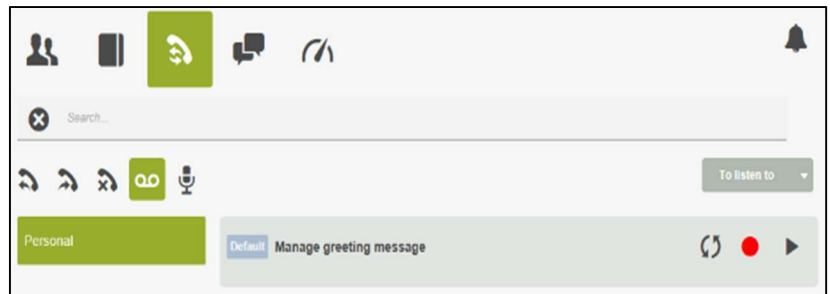 Search...
To listen to
Personal
Default Manage greeting message